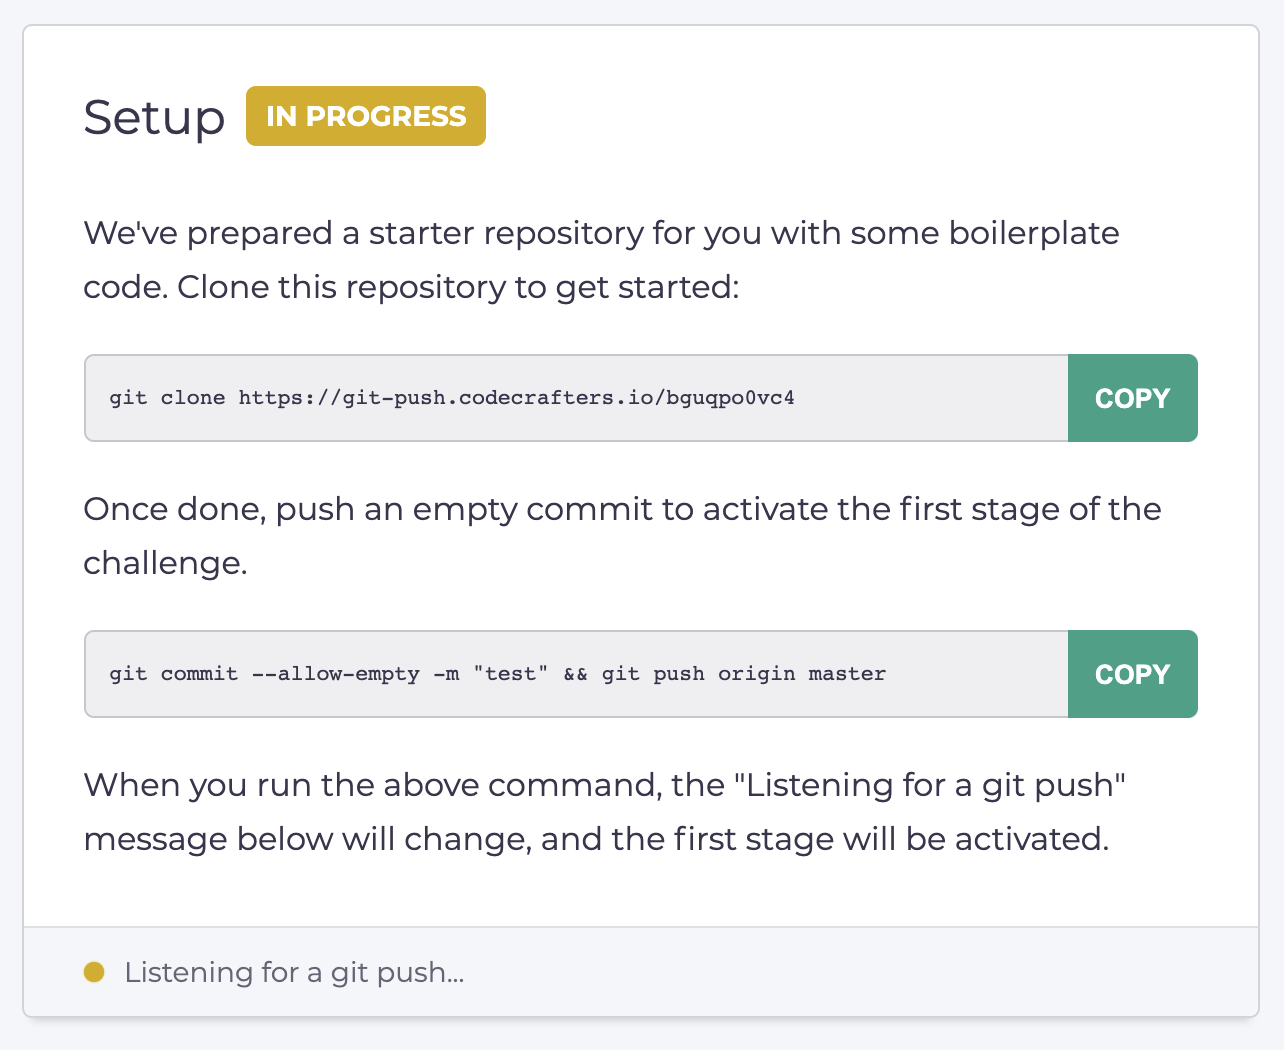 Setup IN PROGRESS
We've prepared a starter repository for you with some boilerplate
code. Clone this repository to get started:
git clone https://git-push.codecrafters.io/bguqpo0vc4 COPY
Once done, push an empty commit to activate the first stage of the
challenge.
git commit --allow-empty -m "test" && git push origin master COPY
When you run the above command, the "Listening for a git push"
message below will change, and the first stage will be activated.
Listening for a git push...